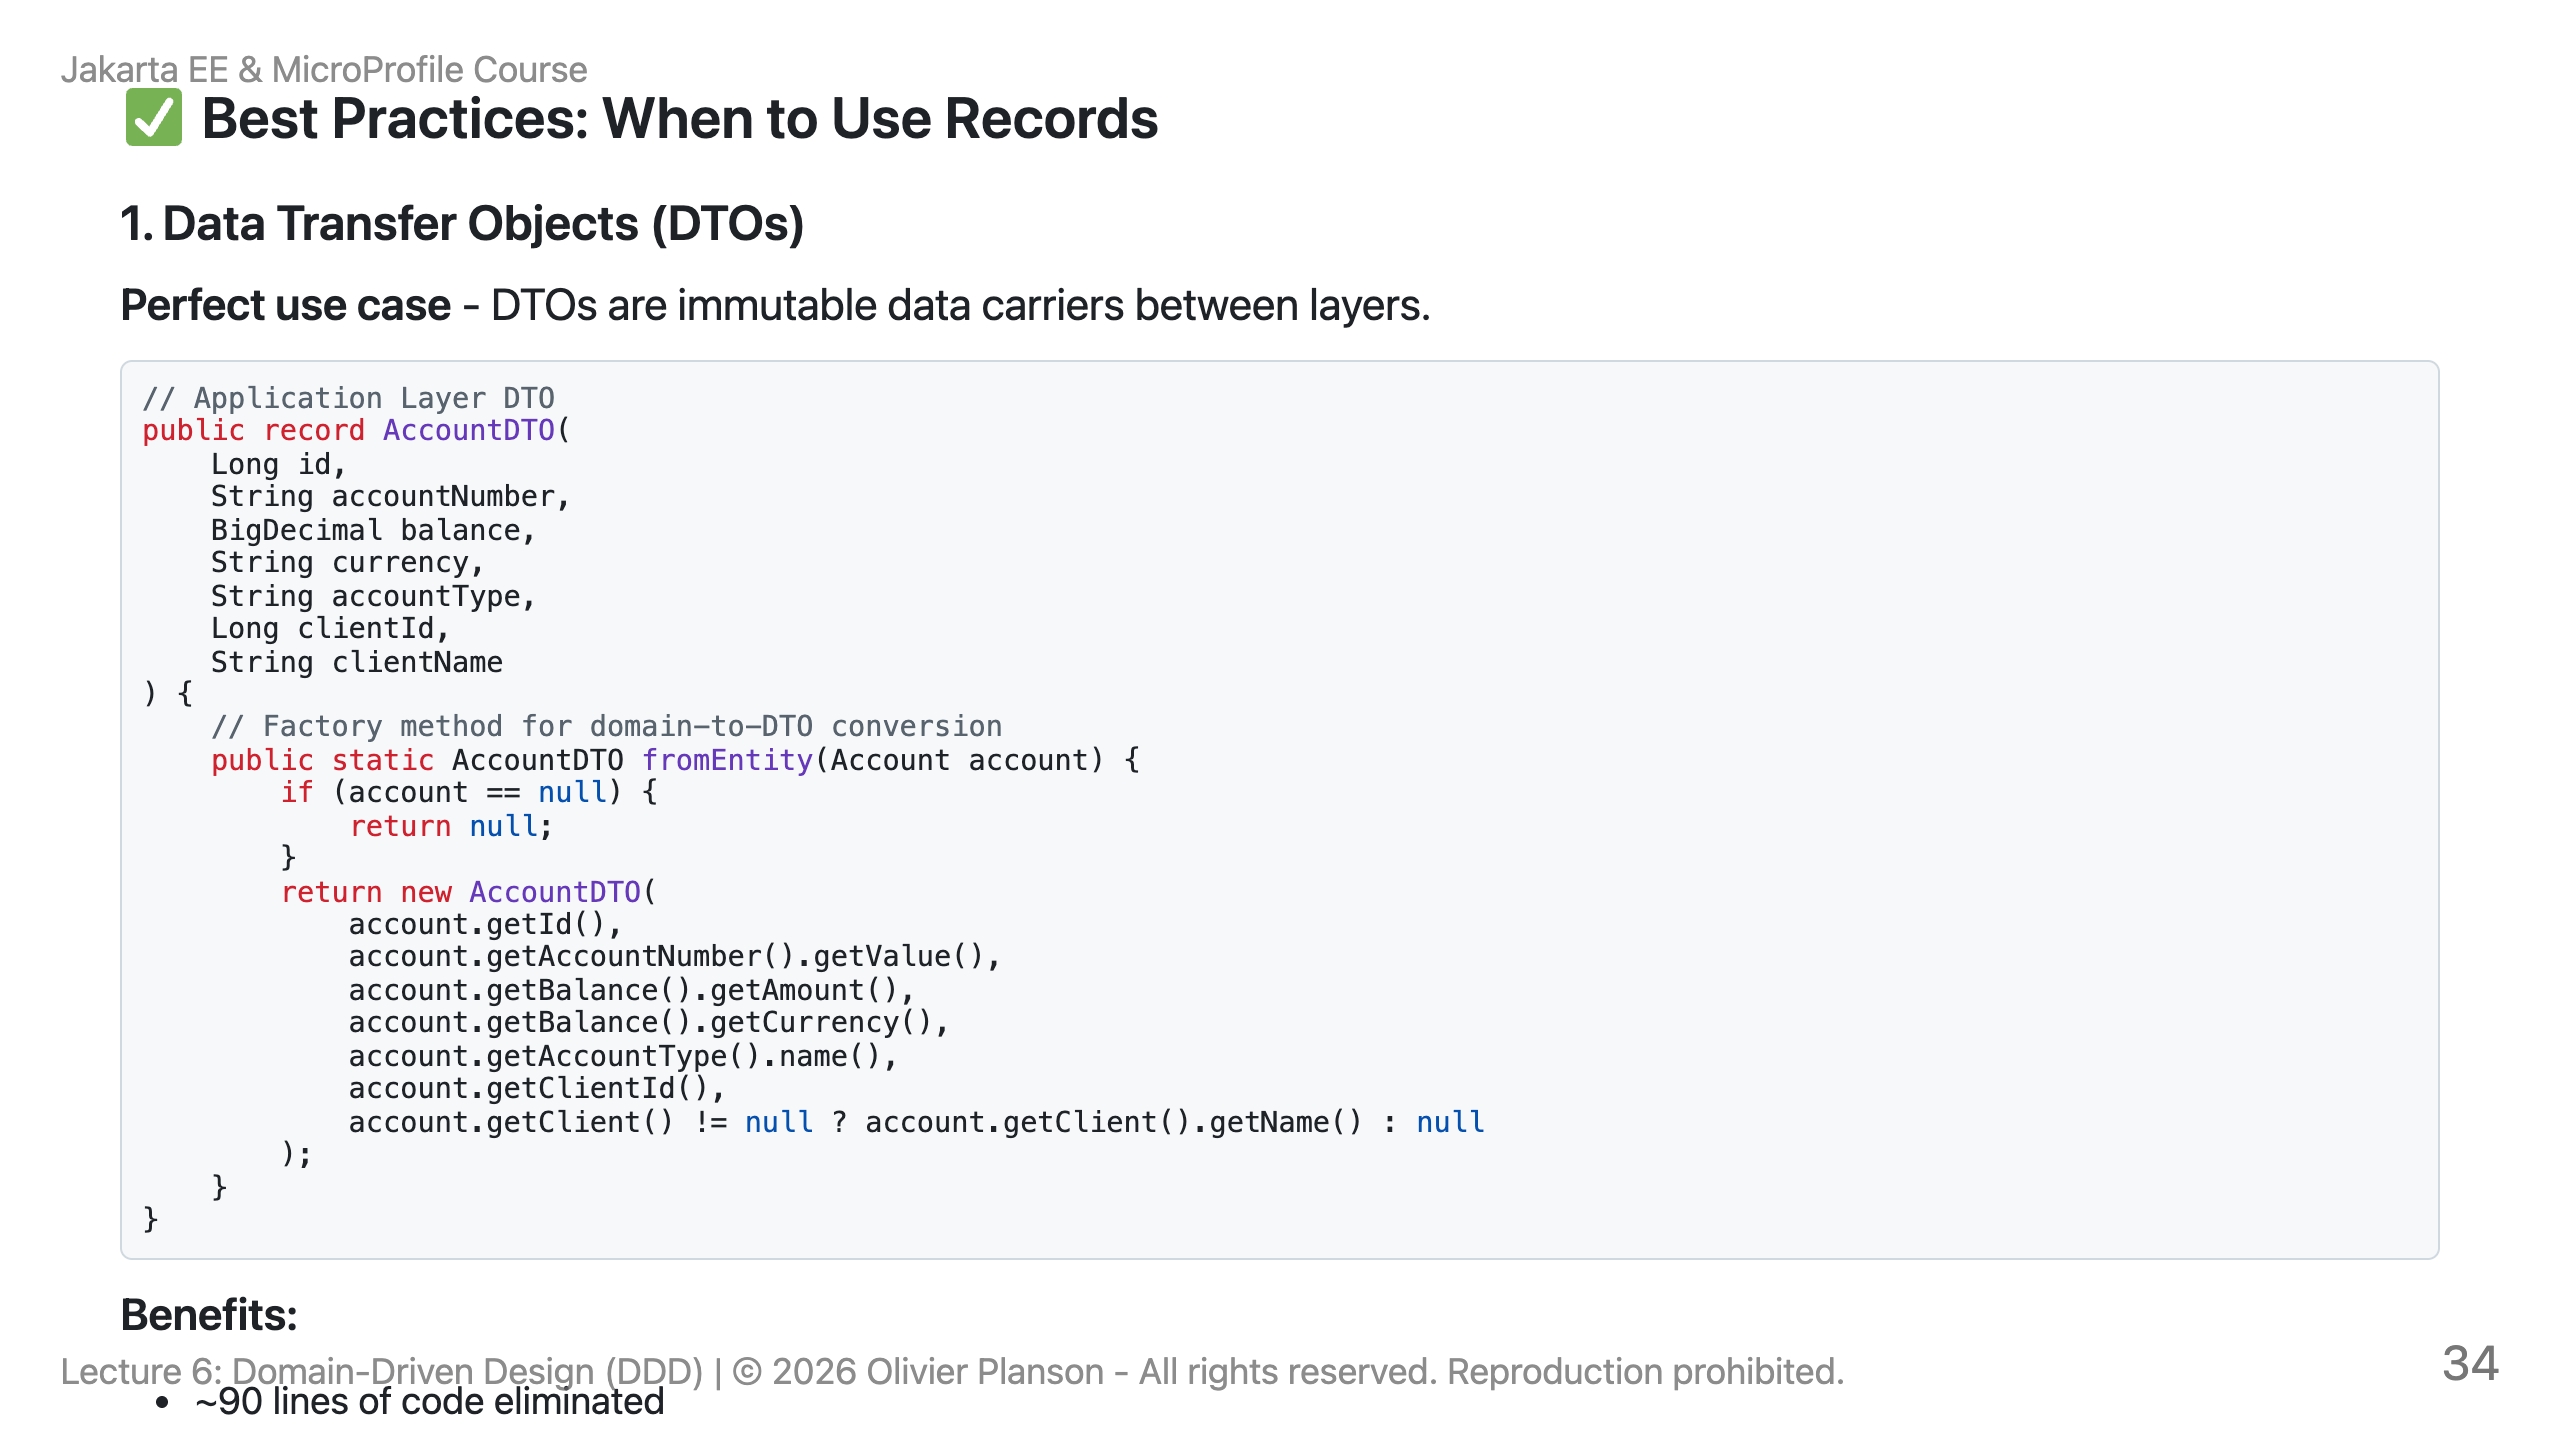 Jakarta EE & MicroProfile Course
✅ Best Practices: When to Use Records
1. Data Transfer Objects (DTOs)
Perfect use case - DTOs are immutable data carriers between layers.
// Application Layer DTO
public record AccountDTO(
    Long id,
    String accountNumber,
    BigDecimal balance,
    String currency,
    String accountType,
    Long clientId,
    String clientName
) {
    // Factory method for domain-to-DTO conversion
    public static AccountDTO fromEntity(Account account) {
        if (account == null) {
            return null;
        }
        return new AccountDTO(
            account.getId(),
            account.getAccountNumber().getValue(),
            account.getBalance().getAmount(),
            account.getBalance().getCurrency(),
            account.getAccountType().name(),
            account.getClientId(),
            account.getClient() != null ? account.getClient().getName() : null
        );
    }
}
Benefits:
Lecture 6: Domain-Driven Design (DDD) | © 2026 Olivier Planson - All rights reserved. Reproduction prohibited.
34
• ~90 lines of code eliminated